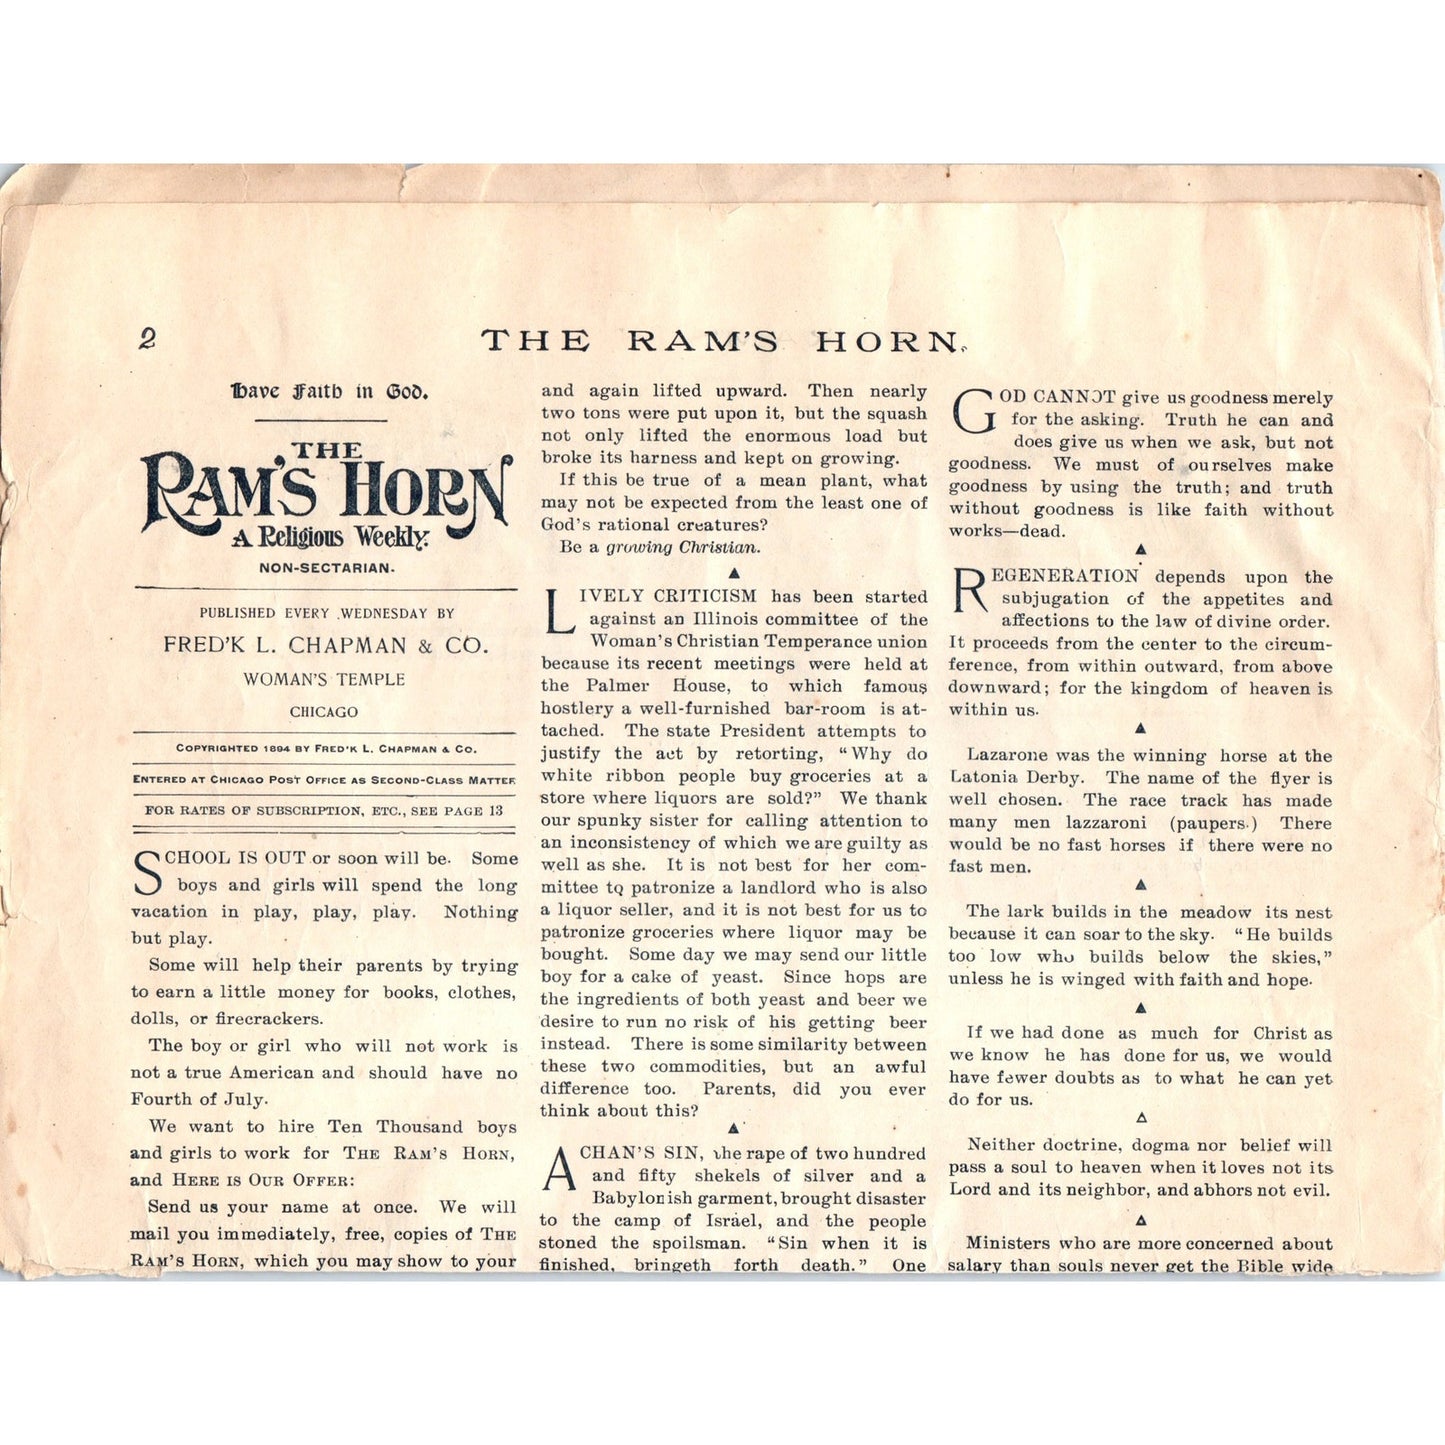 2
THE RAM'S HORN.
Have Faith in God.
THE
RAM'S HORN
A Religious Weekly.
NON-SECTARIAN.
PUBLISHED EVERY WEDNESDAY BY
FRED'K L. CHAPMAN & CO.
WOMAN'S TEMPLE
CHICAGO
COPYRIGHTED 1894 BY FRED'K L. CHAPMAN & CO.
ENTERED AT CHICAGO POST OFFICE AS SECOND-CLASS MATTER
FOR RATES OF SUBSCRIPTION, ETC., SEE PAGE 13
SCHOOL IS OUT or soon will be. Some
boys and girls will spend the long
vacation in play, play, play. Nothing
but play.
Some will help their parents by trying
to earn a little money for books, clothes,
dolls, or firecrackers.
The boy or girl who will not work is
not a true American and should have no
Fourth of July.
We want to hire Ten Thousand boys
and girls to work for THE RAM'S HORN,
and HERE IS OUR OFFER:
Send us your name at once. We will
mail you immediately, free, copies of THE
RAM'S HORN, which you may show to your
and again lifted upward. Then nearly
two tons were put upon it, but the squash
not only lifted the enormous load but
broke its harness and kept on growing.
If this be true of a mean plant, what
may not be expected from the least one of
God's rational creatures?
Be a growing Christian.
LIVELY CRITICISM has been started
against an Illinois committee of the
Woman's Christian Temperance union
because its recent meetings were held at
the Palmer House, to which famous
hostlery a well-furnished bar-room is at-
tached. The state President attempts to
justify the act by retorting, "Why do
white ribbon people buy groceries at a
store where liquors are sold?" We thank
our spunky sister for calling attention to
an inconsistency of which we are guilty as
well as she. It is not best for her com-
mittee to patronize a landlord who is also
a liquor seller, and it is not best for us to
patronize groceries where liquor may be
bought. Some day we may send our little
boy for a cake of yeast. Since hops are
the ingredients of both yeast and beer we
desire to run no risk of his getting beer
instead. There is some similarity between
these two commodities, but an awful
difference too. Parents, did you ever
think about this?
ACHAN'S SIN, the rape of two hundred
and fifty shekels of silver and a
Babylonish garment, brought disaster
to the camp of Israel, and the people
stoned the spoilsman. "Sin when it is
finished, bringeth forth death." One
GOD CANNOT give us goodness merely
for the asking. Truth he can and
does give us when we ask, but not
goodness. We must of ourselves make
goodness by using the truth; and truth
without goodness is like faith without
works—dead.
REGENERATION depends upon the
subjugation of the appetites and
affections to the law of divine order.
It proceeds from the center to the circum-
ference, from within outward, from above
downward; for the kingdom of heaven is
within us.
Lazarone was the winning horse at the
Latonia Derby. The name of the flyer is
well chosen. The race track has made
many men lazzaroni (paupers.) There
would be no fast horses if there were no
fast men.
The lark builds in the meadow its nest
because it can soar to the sky. "He builds
too low who builds below the skies,"
unless he is winged with faith and hope.
If we had done as much for Christ as
we know he has done for us, we would
have fewer doubts as to what he can yet
do for us.
Neither doctrine, dogma nor belief will
pass a soul to heaven when it loves not its
Lord and its neighbor, and abhors not evil.
Ministers who are more concerned about
salary than souls never get the Bible wide